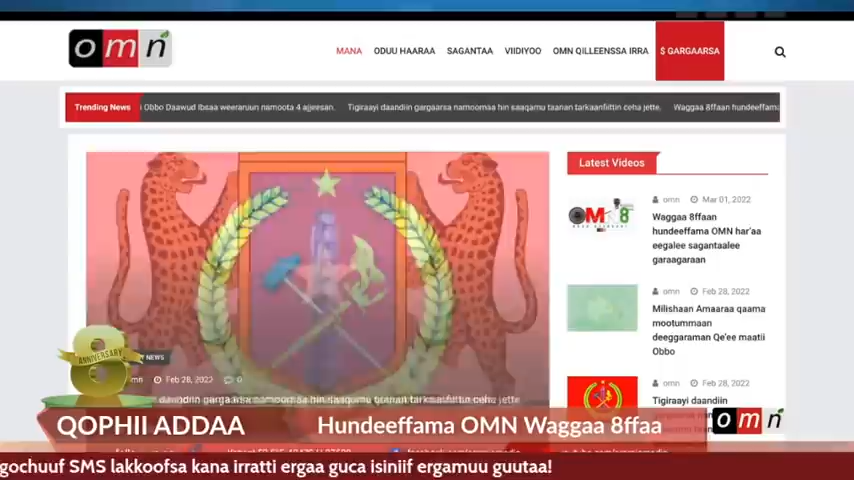 omn
MANA ODUU HAARAA SAGANTAA VIIDIYOO OMN QILLEENSSA IRRA $ GARGAARSA
Trending News Obbo Daawud Ibsaa weeraruun namoota 4 ajjeesan. Tigiraayi daandiin gargaarsa namoomaa hin saaqamu taanan tarkaanfiittin ceha jette. Waggaa 8ffaan hundeeffama
Latest Videos
omn Mar 01, 2022
Waggaa 8ffaan
hundeeffama OMN har'aa
eegalee sagantaalee
garaagaraan
omn Feb 28, 2022
Milishaan Amaaraa qaama
mootummaan
deeggaraman Qe'ee maatii
Obbo
omn Feb 28, 2022
Tigiraayi daandiin
NEWS
omn Feb 28, 2022 0
8
ANNIVERSARY
QOPHII ADDAA Hundeeffama OMN Waggaa 8ffaa
omn
gochuuf SMS lakkoofsa kana irratti ergaa guca isiniif ergamuu guutaa!